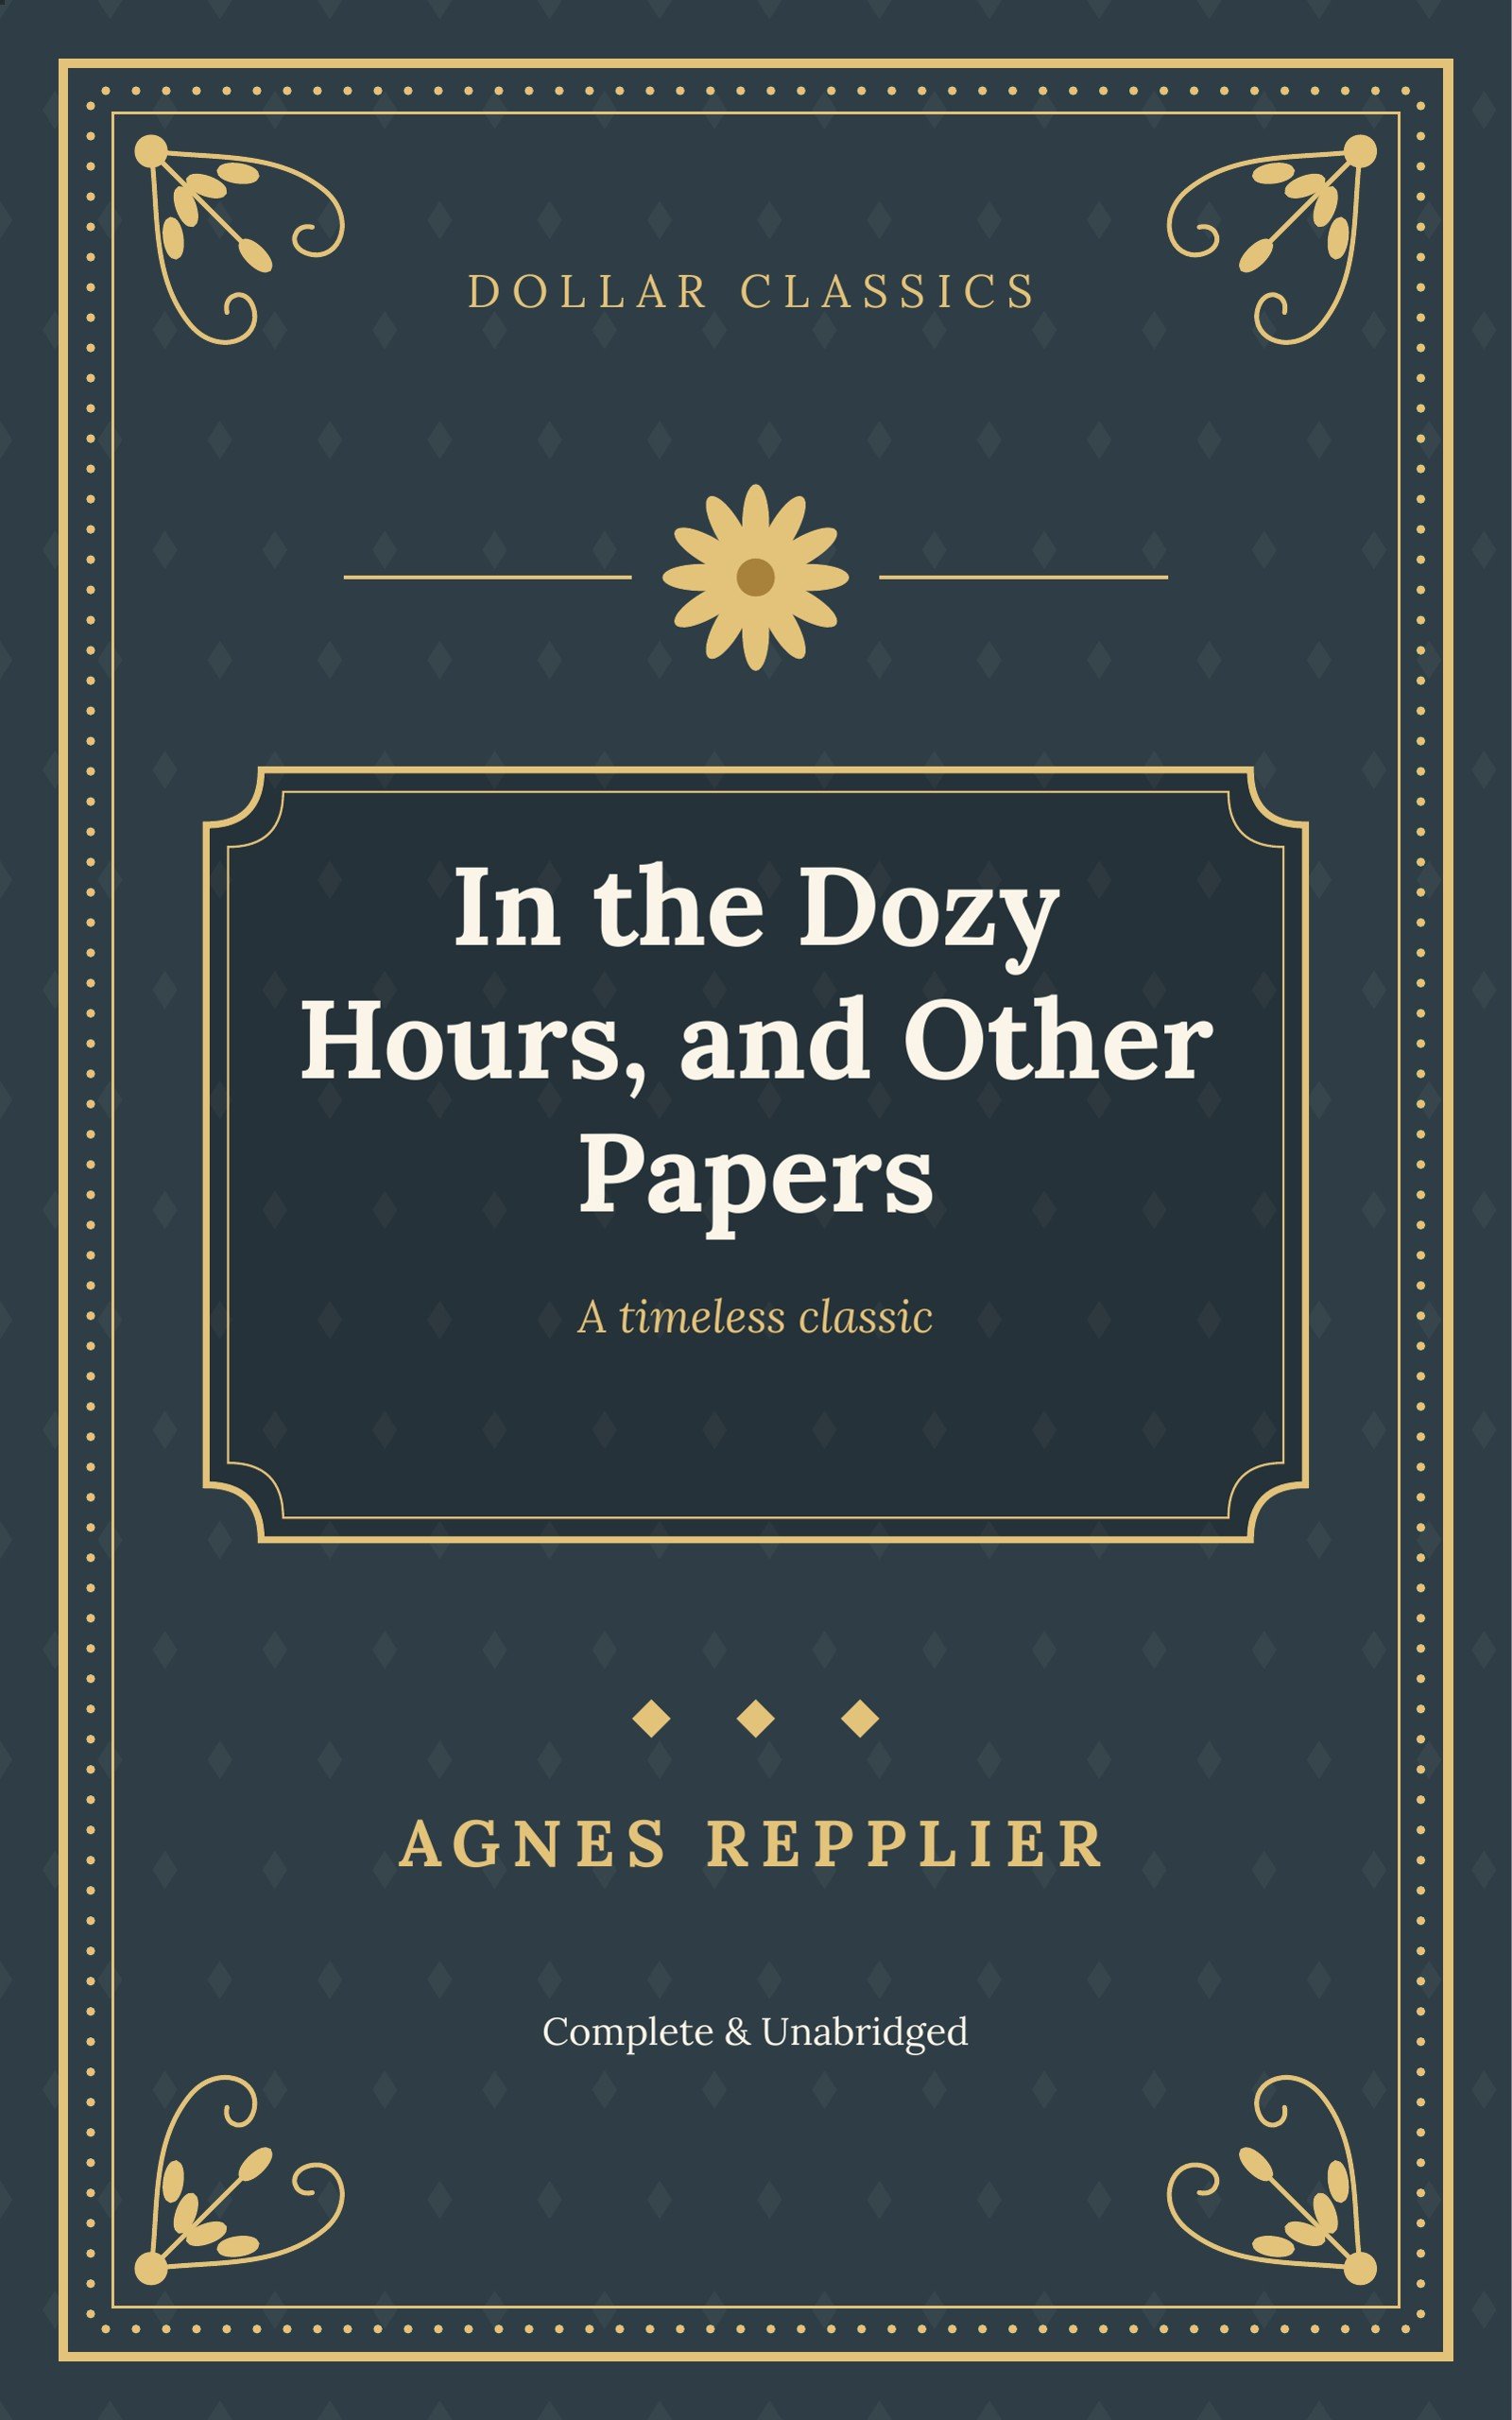 DOLLAR CLASSICS
In the Dozy
Hours, and Other
Papers
A timeless classic
AGNES REPPLIER
Complete & Unabridged